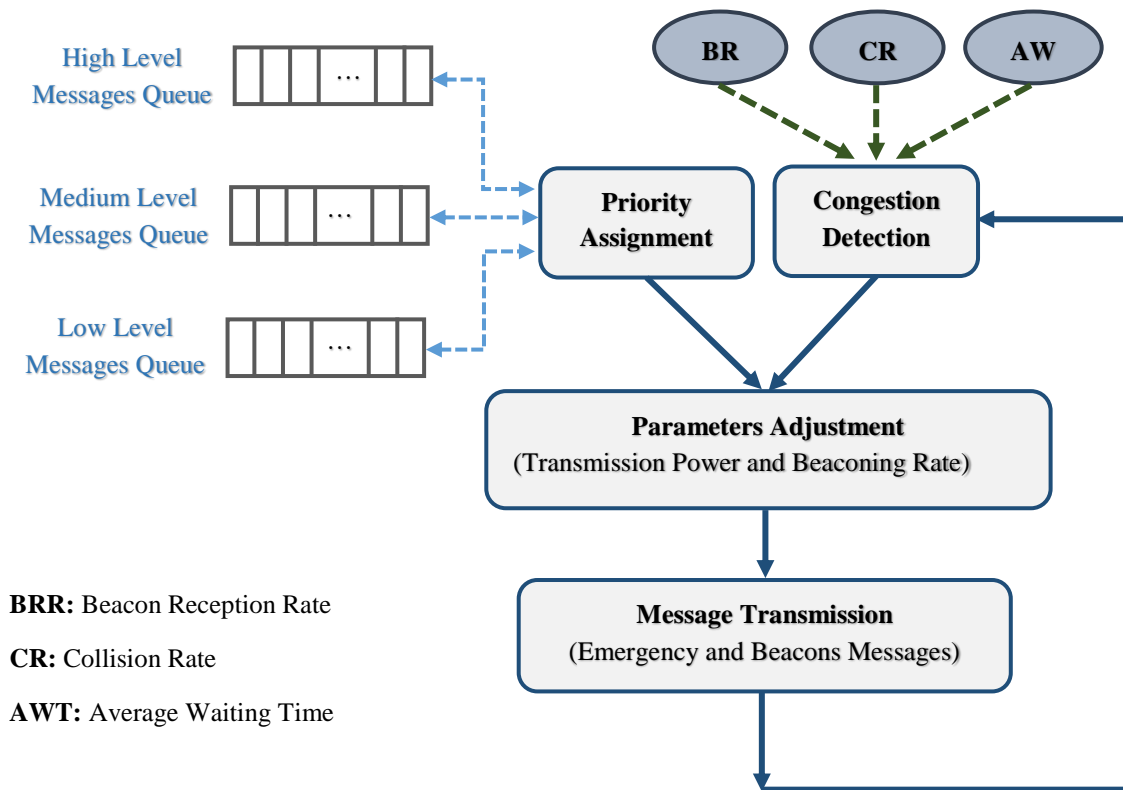 High Level
Messages Queue
...
BR
CR
AW
Medium Level
Messages Queue
...
Priority
Assignment
Congestion
Detection
Low Level
Messages Queue
...
Parameters Adjustment
(Transmission Power and Beaconing Rate)
Message Transmission
(Emergency and Beacons Messages)
BRR: Beacon Reception Rate
CR: Collision Rate
AWT: Average Waiting Time